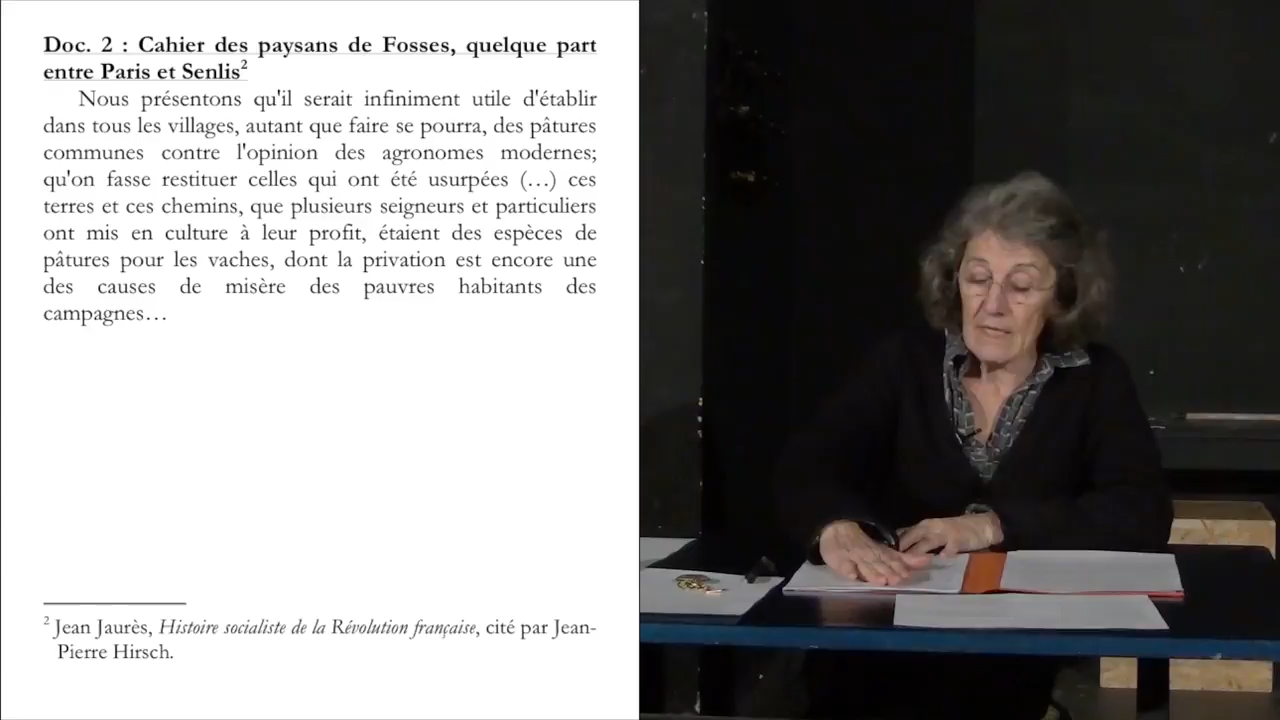 Doc. 2 : Cahier des paysans de Fosses, quelque part
entre Paris et Senlis²
Nous présentons qu'il serait infiniment utile d'établir
dans tous les villages, autant que faire se pourra, des pâtures
communes contre l'opinion des agronomes modernes;
qu'on fasse restituer celles qui ont été usurpées (…) ces
terres et ces chemins, que plusieurs seigneurs et particuliers
ont mis en culture à leur profit, étaient des espèces de
pâtures pour les vaches, dont la privation est encore une
des causes de misère des pauvres habitants des
campagnes…
² Jean Jaurès, Histoire socialiste de la Révolution française, cité par Jean-
Pierre Hirsch.